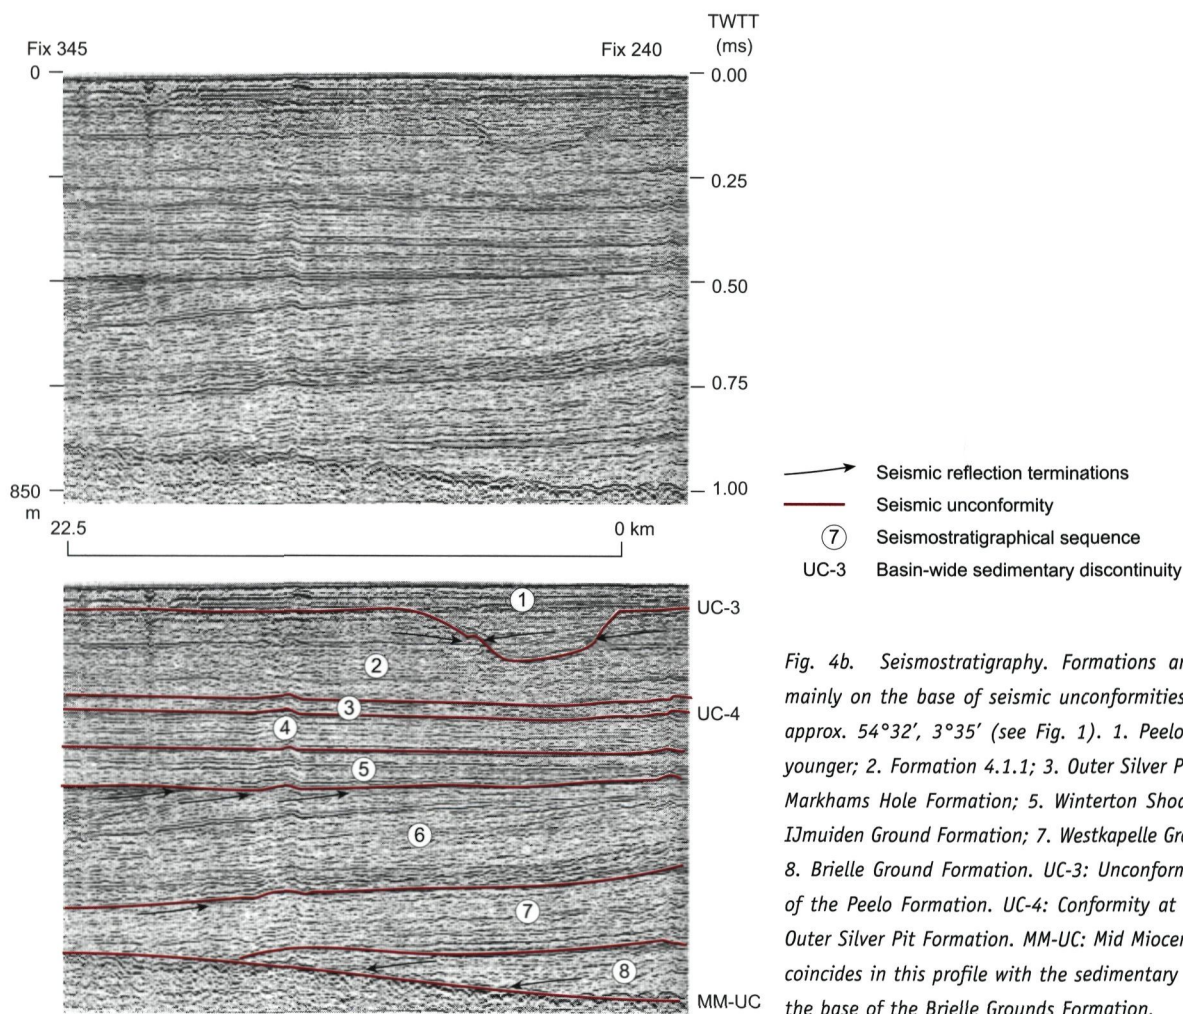 TWTT
(ms)
Fix 345
Fix 240
0
0.00
0.25
0.50
0.75
850
m
1.00
22.5
0 km
1
UC-3
2
3
UC-4
4
5
6
7
8
MM-UC
Seismic reflection terminations
Seismic unconformity
7 Seismostratigraphical sequence
UC-3 Basin-wide sedimentary discontinuity
Fig. 4b. Seismostratigraphy. Formations
mainly on the base of seismic unconformities
approx. 54°32′, 3°35′ (see Fig. 1). 1. Peelo
younger; 2. Formation 4.1.1; 3. Outer Silver
Markhams Hole Formation; 5. Winterton
IJmuiden Ground Formation; 7. Westkapelle
8. Brielle Ground Formation. UC-3:
of the Peelo Formation. UC-4: Conformity at
Outer Silver Pit Formation. MM-UC: Mid
coincides in this profile with the sedimentary
the base of the Brielle Grounds Formation.